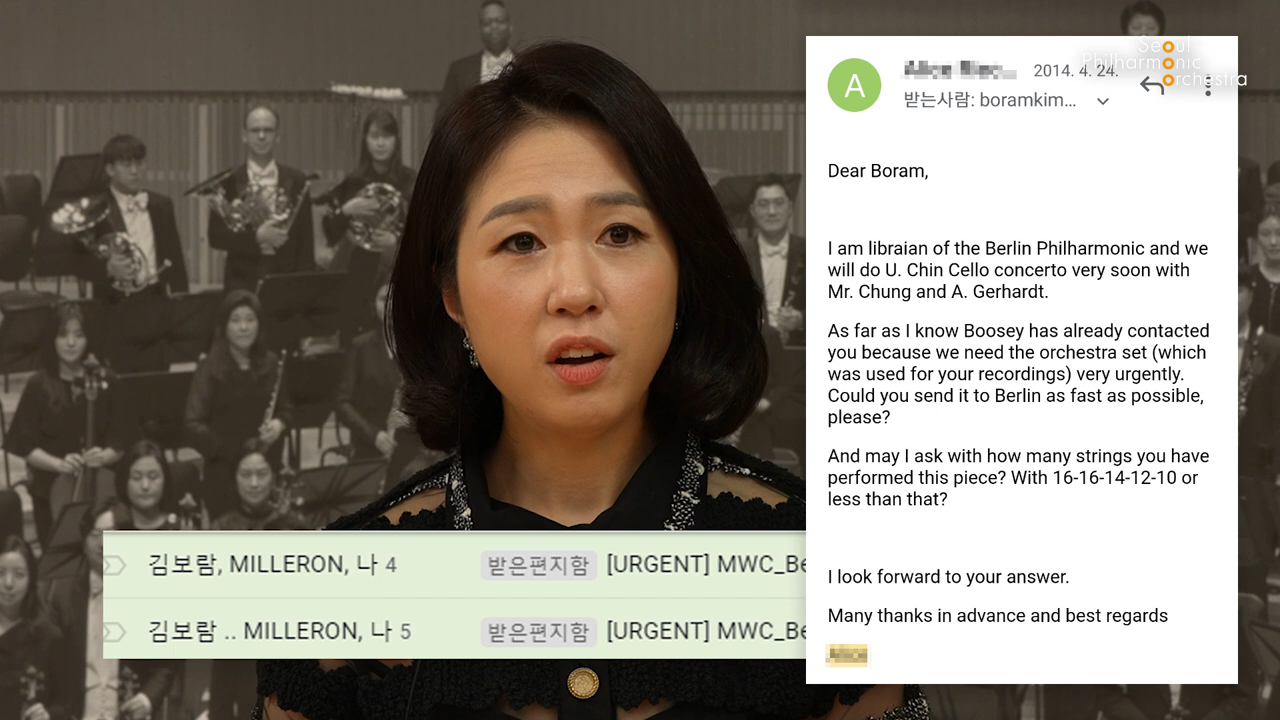 Seoul
Philharmonic
Orchestra
A
2014. 4. 24.
받는사람: boramkim...
Dear Boram,
I am libraian of the Berlin Philharmonic and we
will do U. Chin Cello concerto very soon with
Mr. Chung and A. Gerhardt.
As far as I know Boosey has already contacted
you because we need the orchestra set (which
was used for your recordings) very urgently.
Could you send it to Berlin as fast as possible,
please?
And may I ask with how many strings you have
performed this piece? With 16-16-14-12-10 or
less than that?
I look forward to your answer.
Many thanks in advance and best regards
김보람, MILLERON, 나 4 받은편지함 [URGENT] MWC_Be
김보람 .. MILLERON, 나 5 받은편지함 [URGENT] MWC_Be